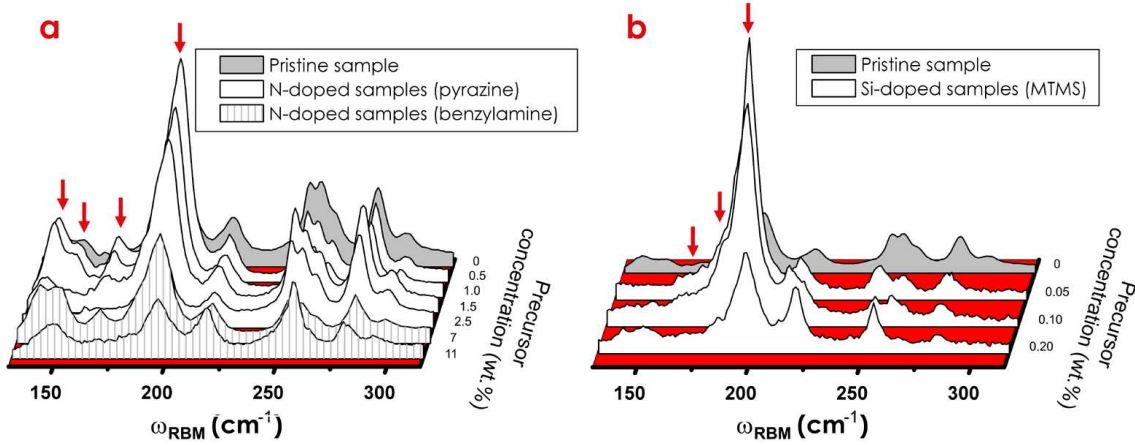 a
Pristine sample
N-doped samples (pyrazine)
N-doped samples (benzylamine)
0
0.5
1.0
1.5
2.5
7
11
Precursor
concentration (wt.%)
150
200
250
300
ωRBM (cm-1)
b
Pristine sample
Si-doped samples (MTMS)
0
0.05
0.10
0.20
Precursor
concentration (wt.%)
150
200
250
300
ωRBM (cm-1)